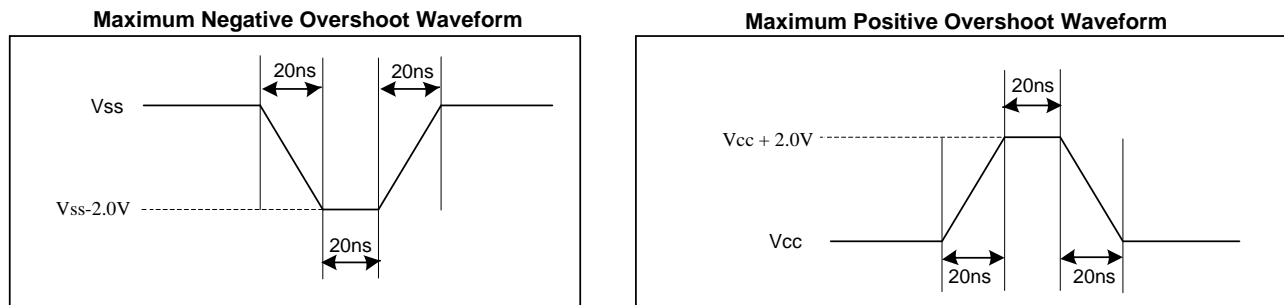 Maximum Negative Overshoot Waveform
20ns
20ns
Vss
Vss-2.0V
20ns
Maximum Positive Overshoot Waveform
20ns
Vcc + 2.0V
Vcc
20ns
20ns